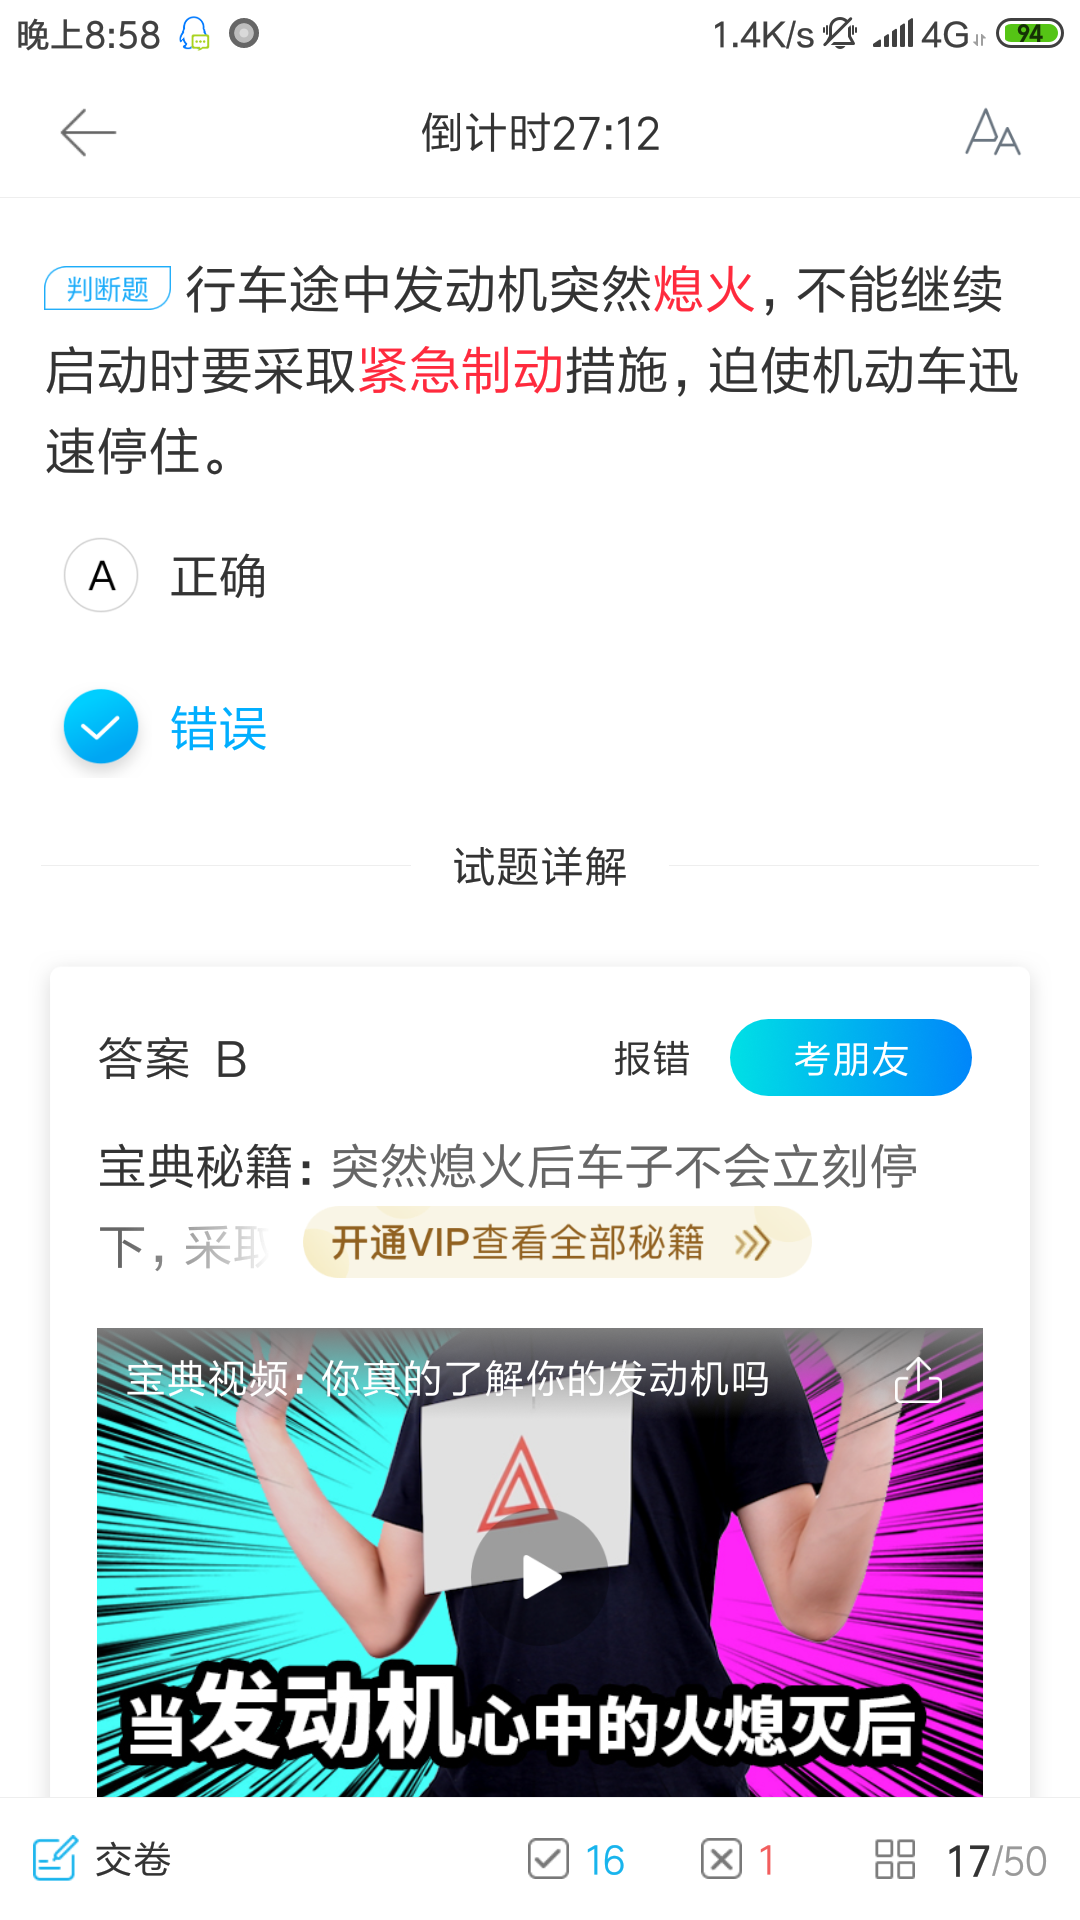 晚上8:58
1.4K/s
4G
94
倒计时27:12
判断题 行车途中发动机突然熄火,不能继续
启动时要采取紧急制动措施,迫使机动车迅
速停住。
A 正确
错误
试题详解
答案 B 报错 考朋友
宝典秘籍:突然熄火后车子不会立刻停
下,采取 开通VIP查看全部秘籍
宝典视频:你真的了解你的发动机吗
当发动机心中的火熄灭后
交卷 16 1 17/50